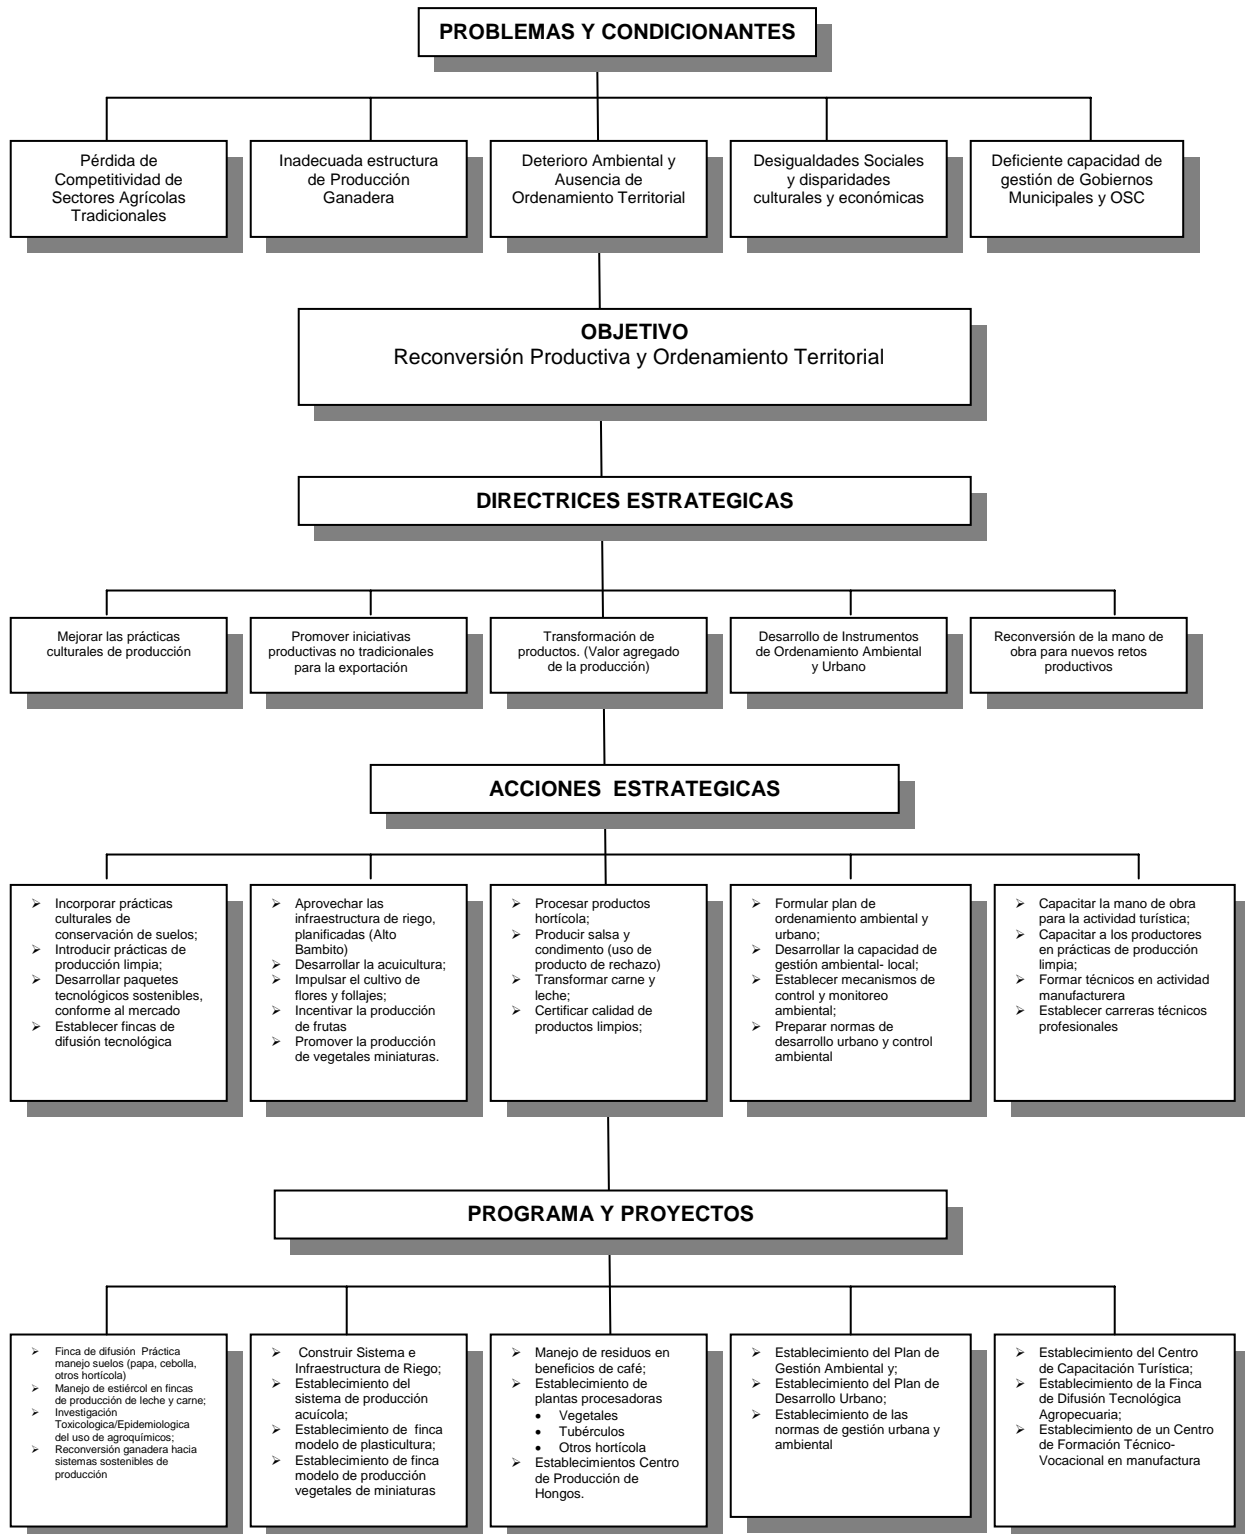 PROBLEMAS Y CONDICIONANTES
Pérdida de
Competitividad de
Sectores Agrícolas
Tradicionales
Inadecuada estructura
de Producción
Ganadera
Deterioro Ambiental y
Ausencia de
Ordenamiento Territorial
Desigualdades Sociales
y disparidades
culturales y económicas
Deficiente capacidad de
gestión de Gobiernos
Municipales y OSC
OBJETIVO
Reconversión Productiva y Ordenamiento Territorial
DIRECTRICES ESTRATEGICAS
Mejorar las prácticas
culturales de producción
Promover iniciativas
productivas no tradicionales
para la exportación
Transformación de
productos. (Valor agregado
de la producción)
Desarrollo de Instrumentos
de Ordenamiento Ambiental
y Urbano
Reconversión de la mano de
obra para nuevos retos
productivos
ACCIONES ESTRATEGICAS
➢ Incorporar prácticas
culturales de
conservación de suelos;
➢ Introducir prácticas de
producción limpia;
➢ Desarrollar paquetes
tecnológicos sostenibles,
conforme al mercado
➢ Establecer fincas de
difusión tecnológica
➢ Aprovechar las
infraestructura de riego,
planificadas (Alto
Bambito)
➢ Desarrollar la acuicultura;
➢ Impulsar el cultivo de
flores y follajes;
➢ Incentivar la producción
de frutas
➢ Promover la producción
de vegetales miniaturas.
➢ Procesar productos
hortícola;
➢ Producir salsa y
condimento (uso de
producto de rechazo)
➢ Transformar carne y
leche;
➢ Certificar calidad de
productos limpios;
➢ Formular plan de
ordenamiento ambiental y
urbano;
➢ Desarrollar la capacidad de
gestión ambiental- local;
➢ Establecer mecanismos de
control y monitoreo
ambiental;
➢ Preparar normas de
desarrollo urbano y control
ambiental
➢ Capacitar la mano de obra
para la actividad turística;
➢ Capacitar a los productores
en prácticas de producción
limpia;
➢ Formar técnicos en actividad
manufacturera
➢ Establecer carreras técnicos
profesionales
PROGRAMA Y PROYECTOS
➢ Finca de difusión Práctica
manejo suelos (papa, cebolla,
otros hortícola)
➢ Manejo de estiércol en fincas
de producción de leche y carne;
➢ Investigación
Toxicologica/Epidemiologica
del uso de agroquímicos;
➢ Reconversión ganadera hacia
sistemas sostenibles de
producción
➢ Construir Sistema e
Infraestructura de Riego;
➢ Establecimiento del
sistema de producción
acuícola;
➢ Establecimiento de finca
modelo de plasticultura;
➢ Establecimiento de finca
modelo de producción
vegetales de miniaturas
➢ Manejo de residuos en
beneficios de café;
➢ Establecimiento de
plantas procesadoras
• Vegetales
• Tubérculos
• Otros hortícola
➢ Establecimientos Centro
de Producción de
Hongos.
➢ Establecimiento del Plan de
Gestión Ambiental y;
➢ Establecimiento del Plan de
Desarrollo Urbano;
➢ Establecimiento de las
normas de gestión urbana y
ambiental
➢ Establecimiento del Centro
de Capacitación Turística;
➢ Establecimiento de la Finca
de Difusión Tecnológica
Agropecuaria;
➢ Establecimiento de un Centro
de Formación Técnico-
Vocacional en manufactura